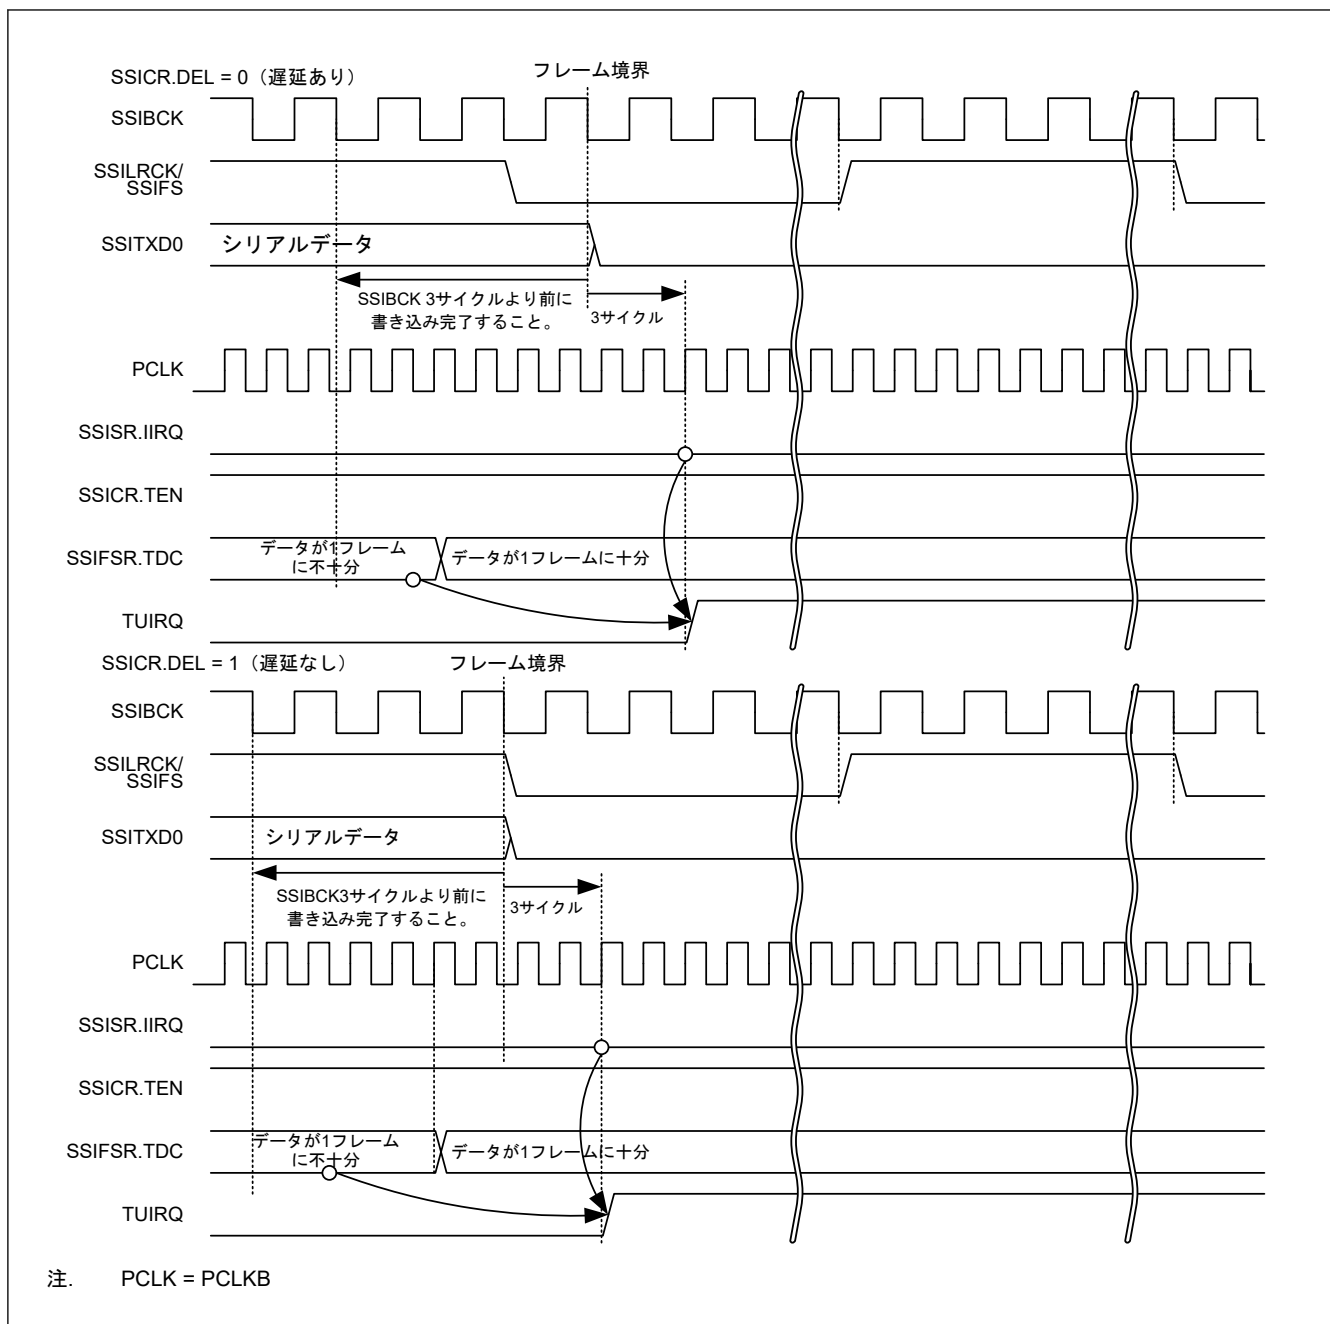 SSICR.DEL = 0（遅延あり）
フレーム境界
SSIBCK
SSILRCK/
SSIFS
SSITXD0
シリアルデータ
SSIBCK 3サイクルより前に
書き込み完了すること。
3サイクル
PCLK
SSISR.IIRQ
SSICR.TEN
SSIFSR.TDC
データが1フレーム
に不十分
データが1フレームに十分
TUIRQ
SSICR.DEL = 1（遅延なし）
フレーム境界
SSIBCK
SSILRCK/
SSIFS
SSITXD0
シリアルデータ
SSIBCK3サイクルより前に
書き込み完了すること。
3サイクル
PCLK
SSISR.IIRQ
SSICR.TEN
SSIFSR.TDC
データが1フレーム
に不十分
データが1フレームに十分
TUIRQ
注. PCLK = PCLKB